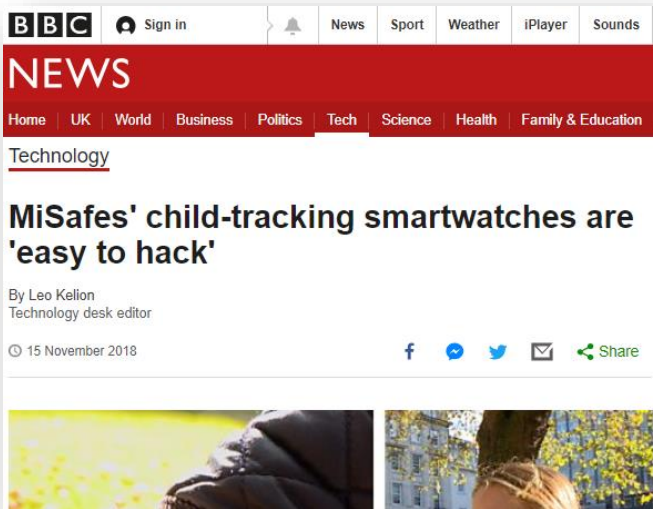 BBC Sign in News Sport Weather iPlayer Sounds
NEWS
Home UK World Business Politics Tech Science Health Family & Education
Technology
MiSafes' child-tracking smartwatches are
'easy to hack'
By Leo Kelion
Technology desk editor
15 November 2018 Share